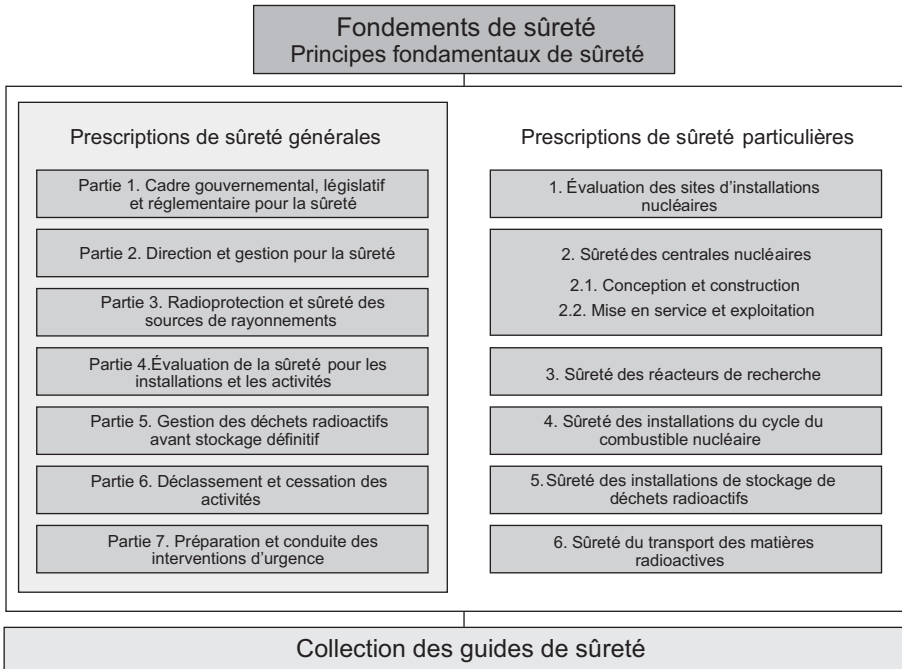 Fondements de sûreté
Principes fondamentaux de sûreté
Prescriptions de sûreté générales
Partie 1. Cadre gouvernemental, législatif
et réglementaire pour la sûreté
Partie 2. Direction et gestion pour la sûreté
Partie 3. Radioprotection et sûreté des
sources de rayonnements
Partie 4.Évaluation de la sûreté pour les
installations et les activités
Partie 5. Gestion des déchets radioactifs
avant stockage définitif
Partie 6. Déclassement et cessation des
activités
Partie 7. Préparation et conduite des
interventions d'urgence
Prescriptions de sûreté particulières
1. Évaluation des sites d'installations
nucléaires
2. Sûreté des centrales nucléaires
2.1. Conception et construction
2.2. Mise en service et exploitation
3. Sûreté des réacteurs de recherche
4. Sûreté des installations du cycle du
combustible nucléaire
5. Sûreté des installations de stockage de
déchets radioactifs
6. Sûreté du transport des matières
radioactives
Collection des guides de sûreté